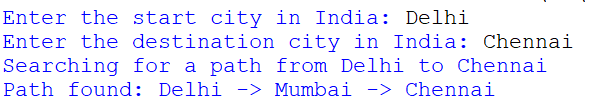 Enter the start city in India: Delhi
Enter the destination city in India: Chennai
Searching for a path from Delhi to Chennai
Path found: Delhi -> Mumbai -> Chennai